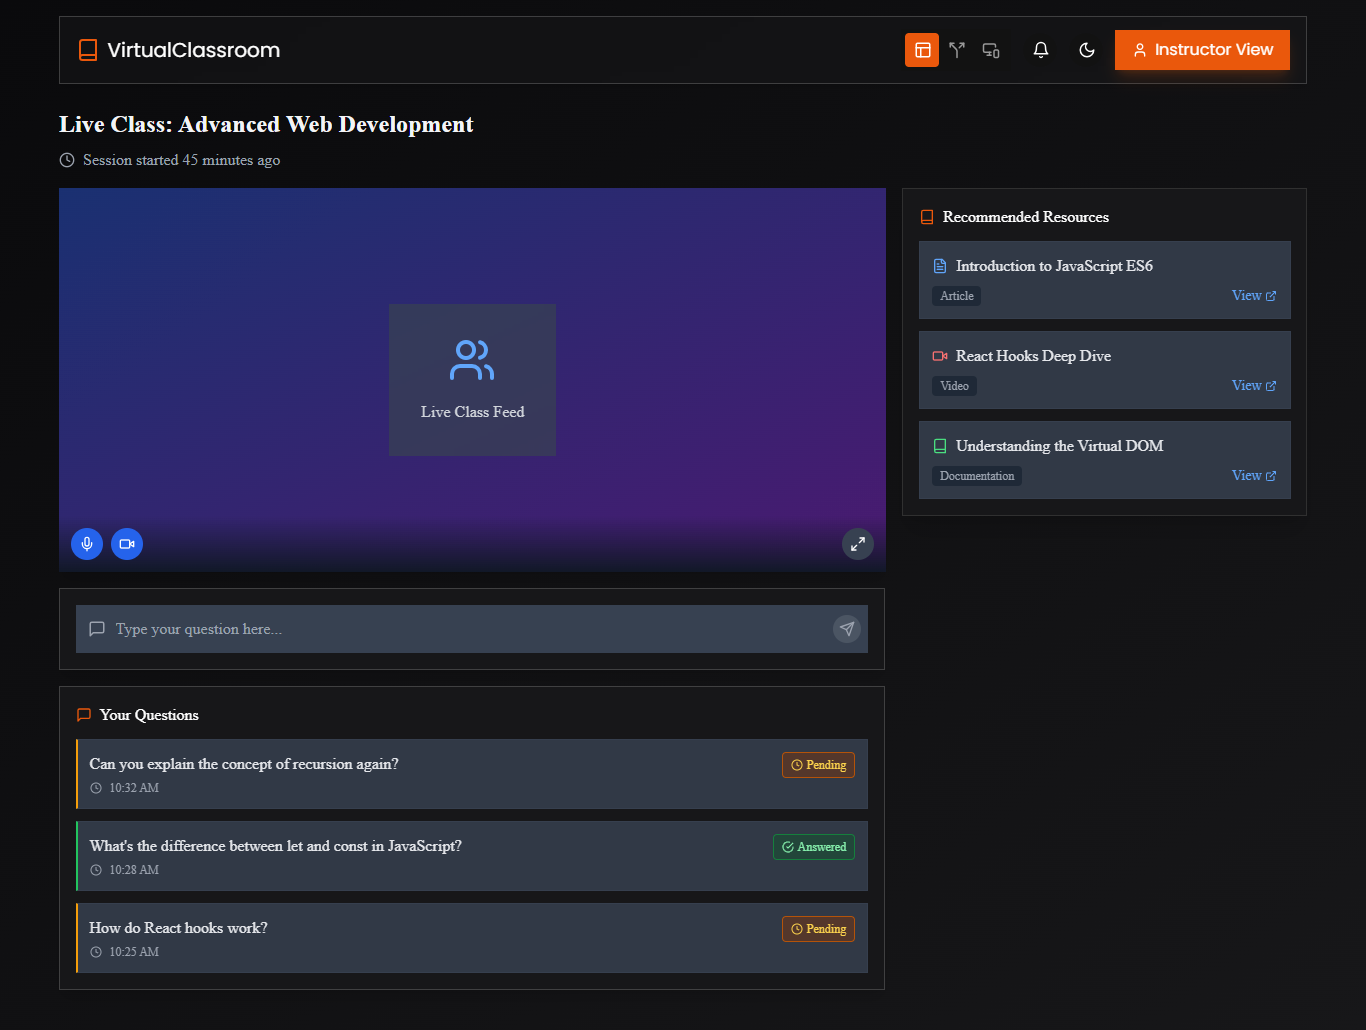 VirtualClassroom
Instructor View
Live Class: Advanced Web Development
Session started 45 minutes ago
Live Class Feed
Type your question here...
Your Questions
Can you explain the concept of recursion again?
Pending
10:32 AM
What's the difference between let and const in JavaScript?
Answered
10:28 AM
How do React hooks work?
Pending
10:25 AM
Recommended Resources
Introduction to JavaScript ES6
Article
View
React Hooks Deep Dive
Video
View
Understanding the Virtual DOM
Documentation
View